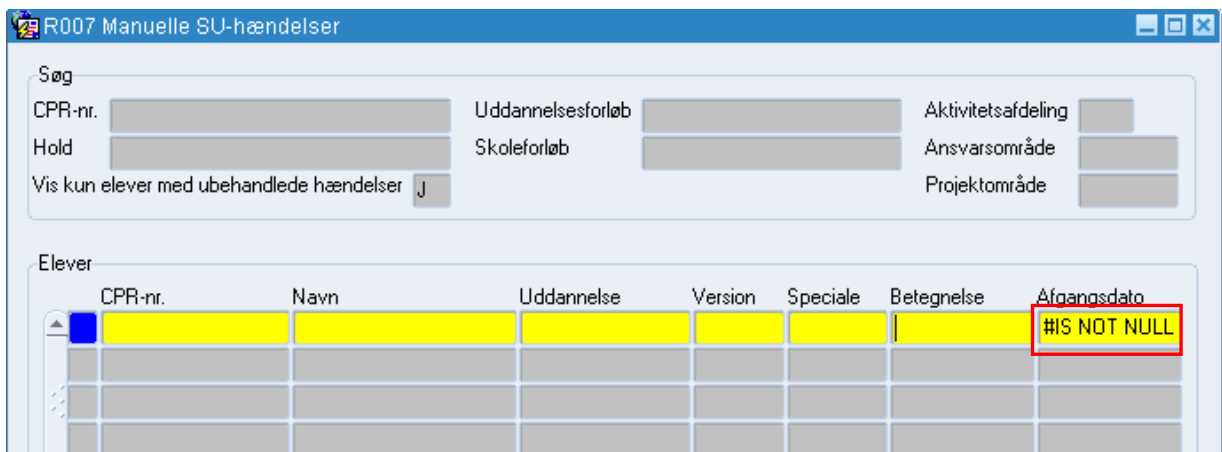 R007 Manuelle SU-hændelser
Søg
CPR-nr. Uddannelsesforløb Aktivitetsafdeling
Hold Skoleforløb Ansvarsområde
Vis kun elever med ubehandlede hændelser J Projektområde
Elever
CPR-nr. Navn Uddannelse Version Speciale Betegnelse Afgangsdato
#IS NOT NULL